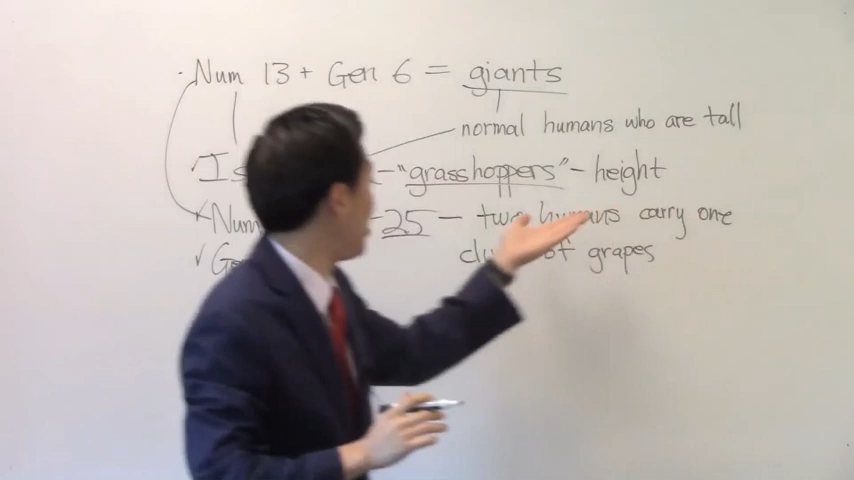 · Num 13 + Gen 6 = giants
normal humans who are tall
- "grasshoppers" - height
✓ Num - 25 - two humans carry one
✓ of grapes